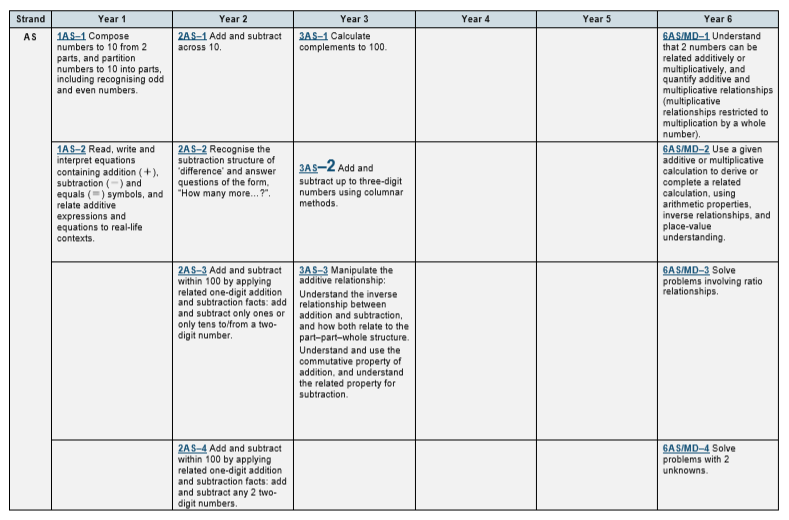 Strand Year 1 Year 2 Year 3 Year 4 Year 5 Year 6
AS
1AS–1 Compose
numbers to 10 from 2
parts, and partition
numbers to 10 into parts,
including recognising odd
and even numbers.
2AS–1 Add and subtract
across 10.
3AS–1 Calculate
complements to 100.
6AS/MD–1 Understand
that 2 numbers can be
related additively or
multiplicatively, and
quantify additive and
multiplicative relationships
(multiplicative
relationships restricted to
multiplication by a whole
number).
1AS–2 Read, write and
interpret equations
containing addition (+),
subtraction (−) and
equals (=) symbols, and
relate additive
expressions and
equations to real-life
contexts.
2AS–2 Recognise the
subtraction structure of
'difference' and answer
questions of the form,
"How many more...?".
3AS–2 Add and
subtract up to three-digit
numbers using columnar
methods.
6AS/MD–2 Use a given
additive or multiplicative
calculation to derive or
complete a related
calculation, using
arithmetic properties,
inverse relationships, and
place-value
understanding.
2AS–3 Add and subtract
within 100 by applying
related one-digit addition
and subtraction facts: add
and subtract only ones or
only tens to/from a two-
digit number.
3AS–3 Manipulate the
additive relationship:
Understand the inverse
relationship between
addition and subtraction,
and how both relate to the
part–part–whole structure.
Understand and use the
commutative property of
addition, and understand
the related property for
subtraction.
6AS/MD–3 Solve
problems involving ratio
relationships.
2AS–4 Add and subtract
within 100 by applying
related one-digit addition
and subtraction facts: add
and subtract any 2 two-
digit numbers.
6AS/MD–4 Solve
problems with 2
unknowns.